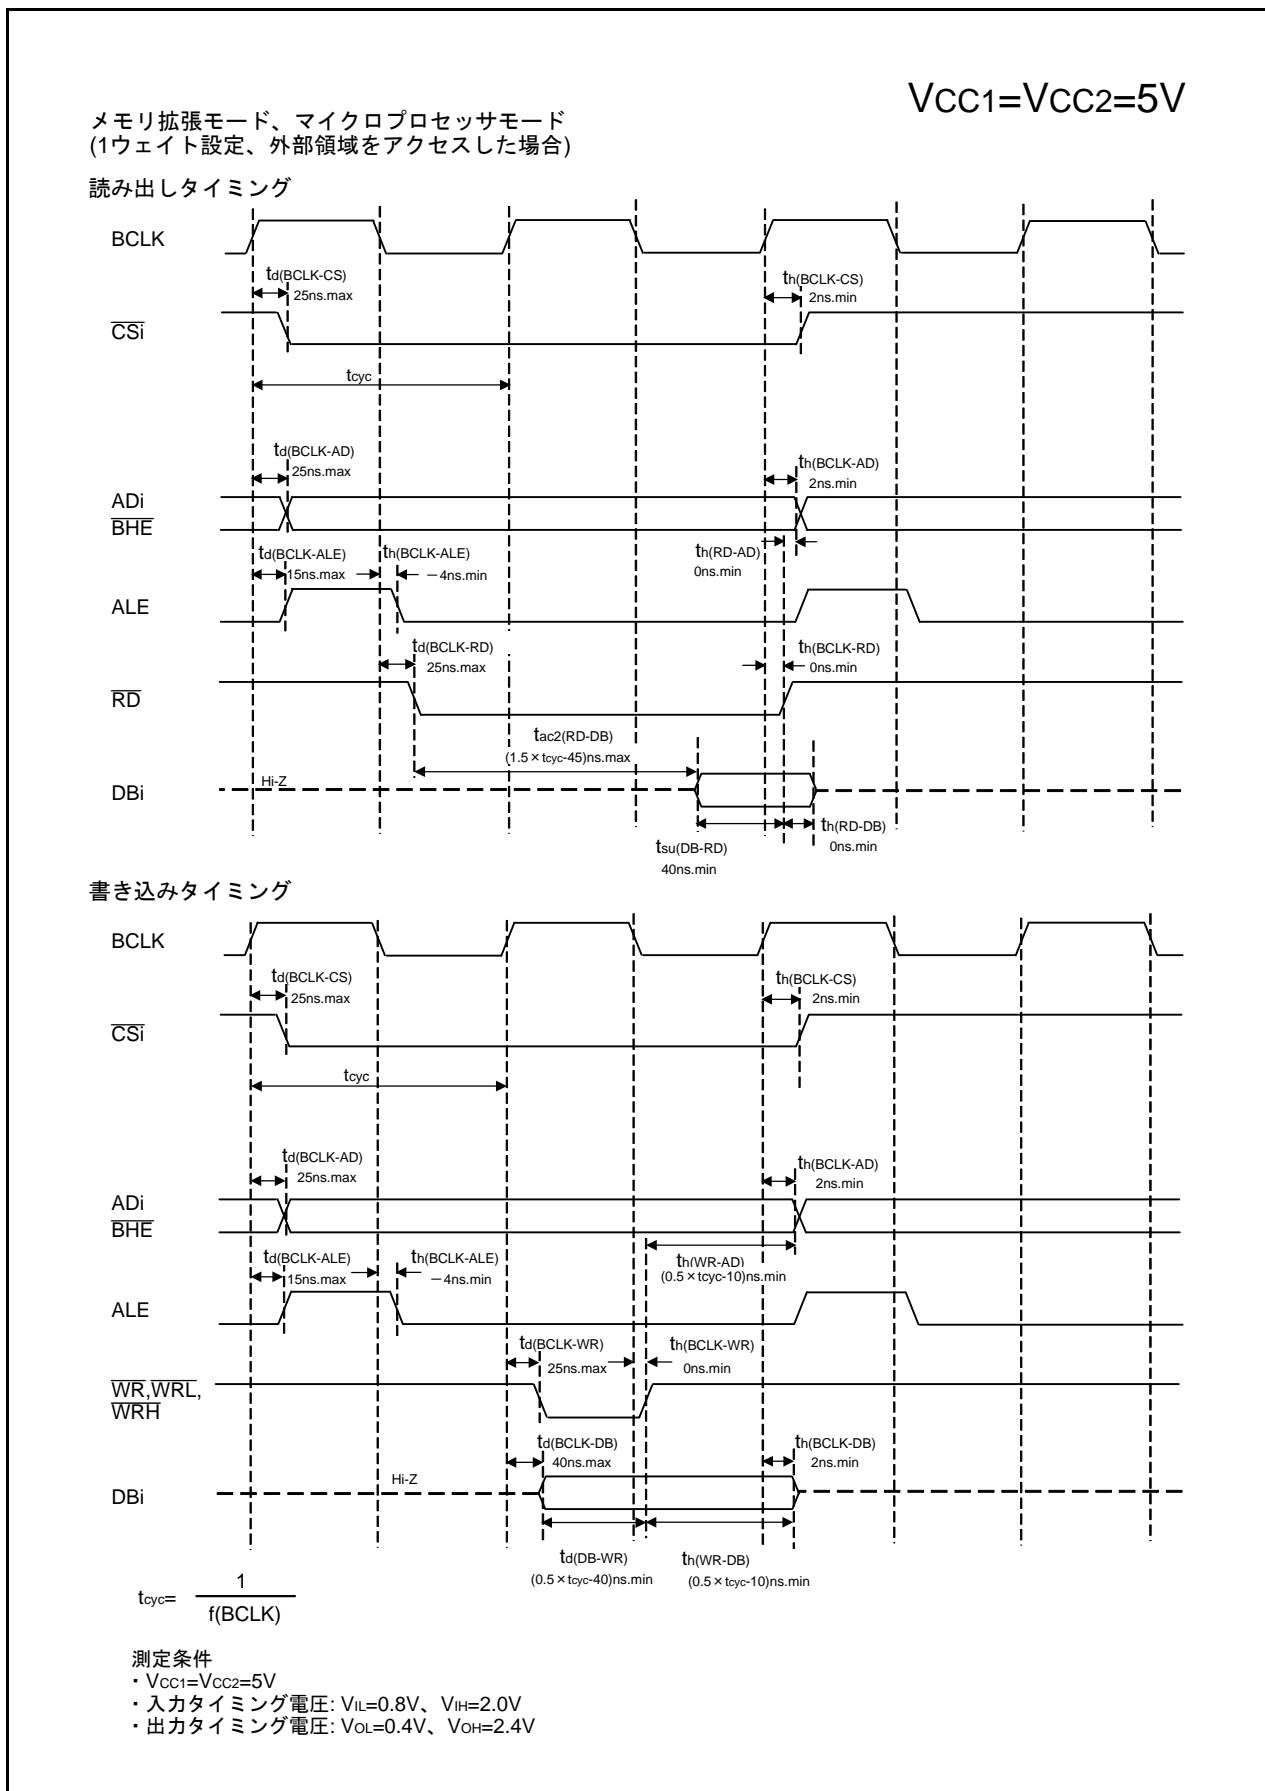 VCC1=VCC2=5V
メモリ拡張モード、マイクロプロセッサモード
(1ウェイト設定、外部領域をアクセスした場合)
読み出しタイミング
BCLK
td(BCLK-CS)
25ns.max
th(BCLK-CS)
2ns.min
CSi
tcyc
td(BCLK-AD)
25ns.max
th(BCLK-AD)
2ns.min
ADi
BHE
td(BCLK-ALE)
15ns.max
th(BCLK-ALE)
－4ns.min
th(RD-AD)
0ns.min
ALE
td(BCLK-RD)
25ns.max
th(BCLK-RD)
0ns.min
RD
tac2(RD-DB)
(1.5×tcyc-45)ns.max
Hi-Z
DBi
tsu(DB-RD)
40ns.min
th(RD-DB)
0ns.min
書き込みタイミング
BCLK
td(BCLK-CS)
25ns.max
th(BCLK-CS)
2ns.min
CSi
tcyc
td(BCLK-AD)
25ns.max
th(BCLK-AD)
2ns.min
ADi
BHE
td(BCLK-ALE)
15ns.max
th(BCLK-ALE)
－4ns.min
th(WR-AD)
(0.5×tcyc-10)ns.min
ALE
td(BCLK-WR)
25ns.max
th(BCLK-WR)
0ns.min
WR,WRL,
WRH
td(BCLK-DB)
40ns.max
th(BCLK-DB)
2ns.min
Hi-Z
DBi
td(DB-WR)
(0.5×tcyc-40)ns.min
th(WR-DB)
(0.5×tcyc-10)ns.min
tcyc=
1
f(BCLK)
測定条件
・VCC1=VCC2=5V
・入力タイミング電圧: VIL=0.8V、VIH=2.0V
・出力タイミング電圧: VOL=0.4V、VOH=2.4V